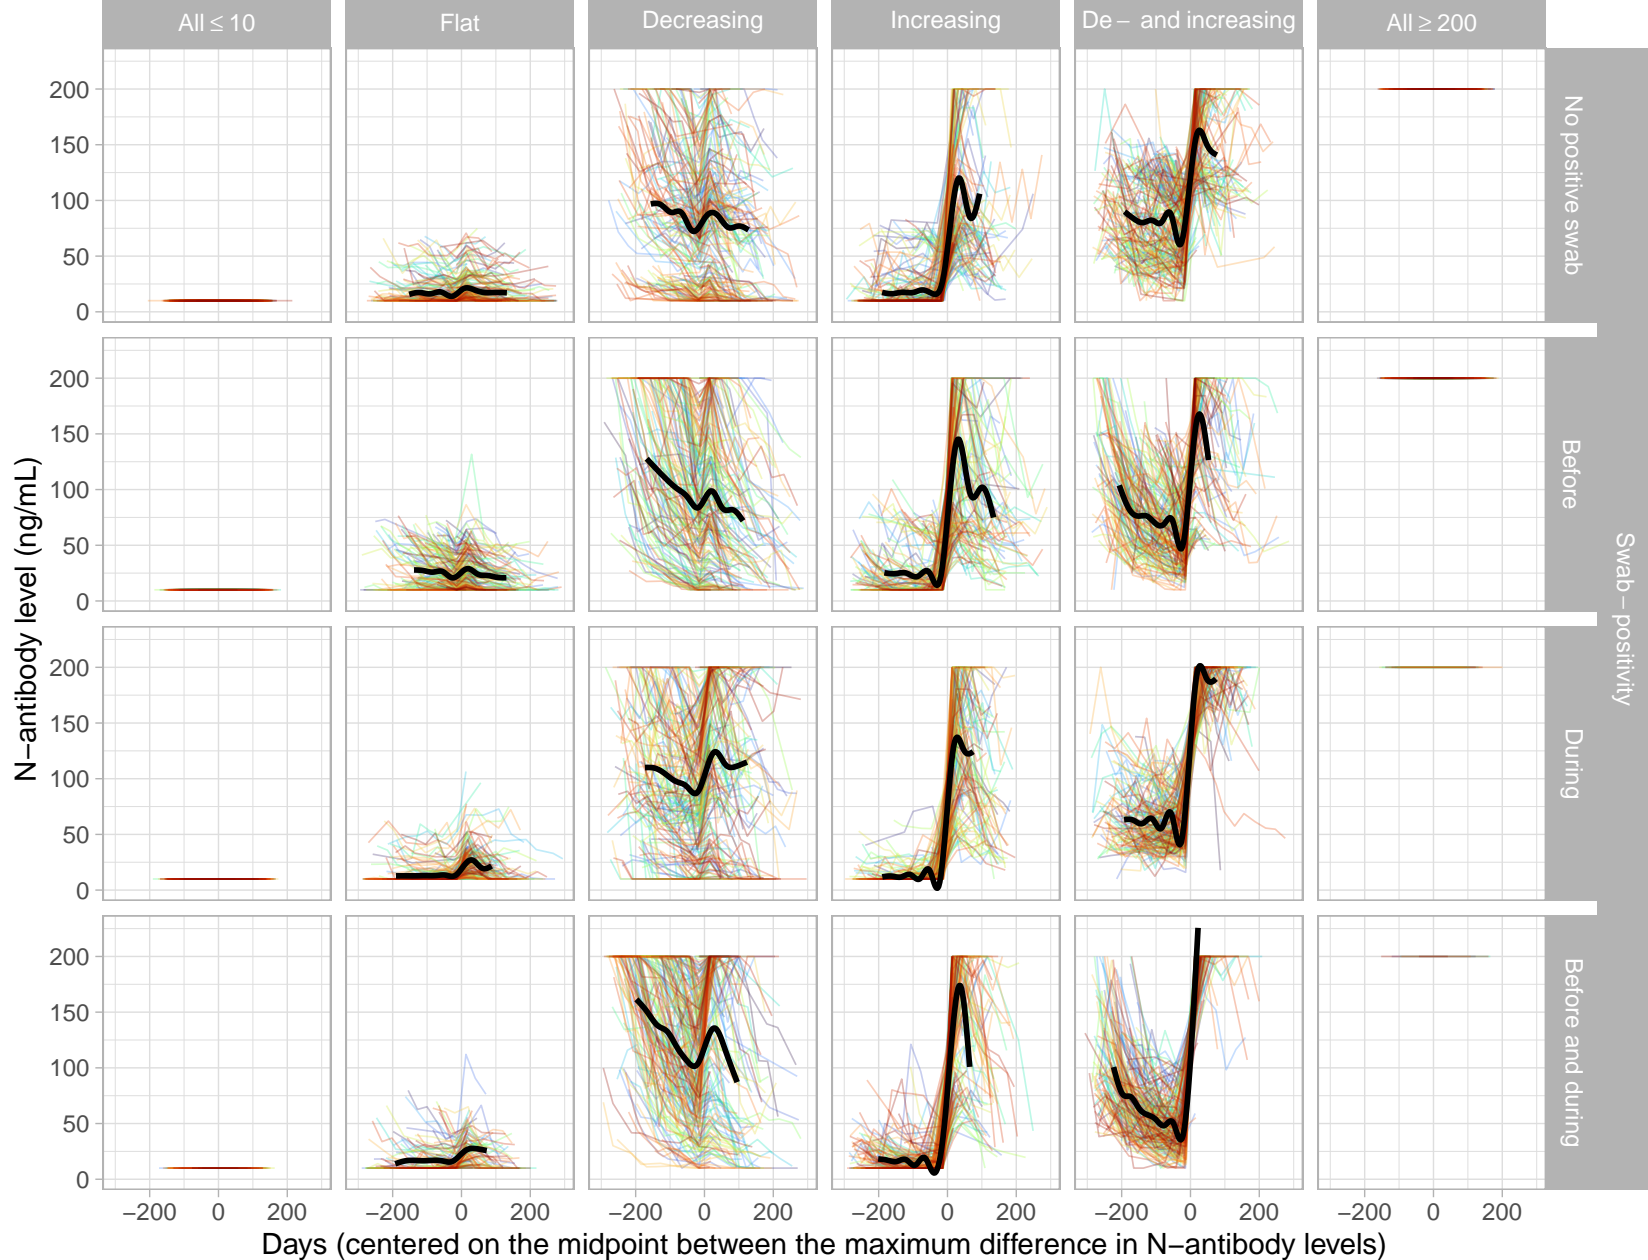 All ≤ 10 Flat Decreasing Increasing De − and increasing All ≥ 200
N−antibody level (ng/mL)
200
150
100
50
0
No positive swab
200
150
100
50
0
Before
Swab − positivity
200
150
100
50
0
During
200
150
100
50
0
Before and during
−200 0 200 −200 0 200 −200 0 200 −200 0 200 −200 0 200 −200 0 200
Days (centered on the midpoint between the maximum difference in N−antibody levels)